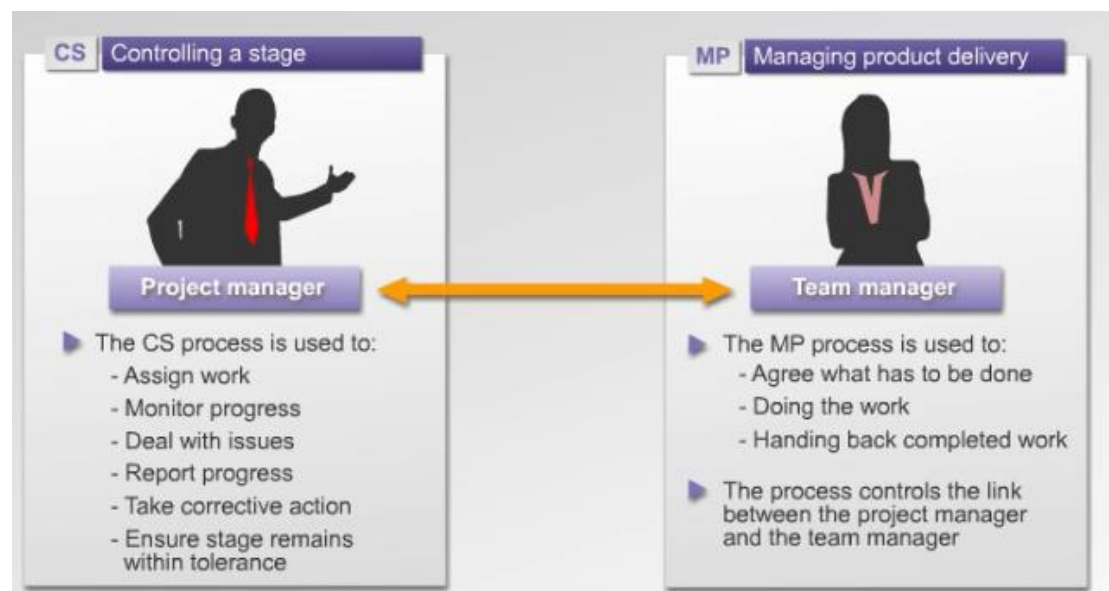 CS Controlling a stage
Project manager
The CS process is used to:
- Assign work
- Monitor progress
- Deal with issues
- Report progress
- Take corrective action
- Ensure stage remains
within tolerance
MP Managing product delivery
Team manager
The MP process is used to:
- Agree what has to be done
- Doing the work
- Handing back completed work
The process controls the link
between the project manager
and the team manager